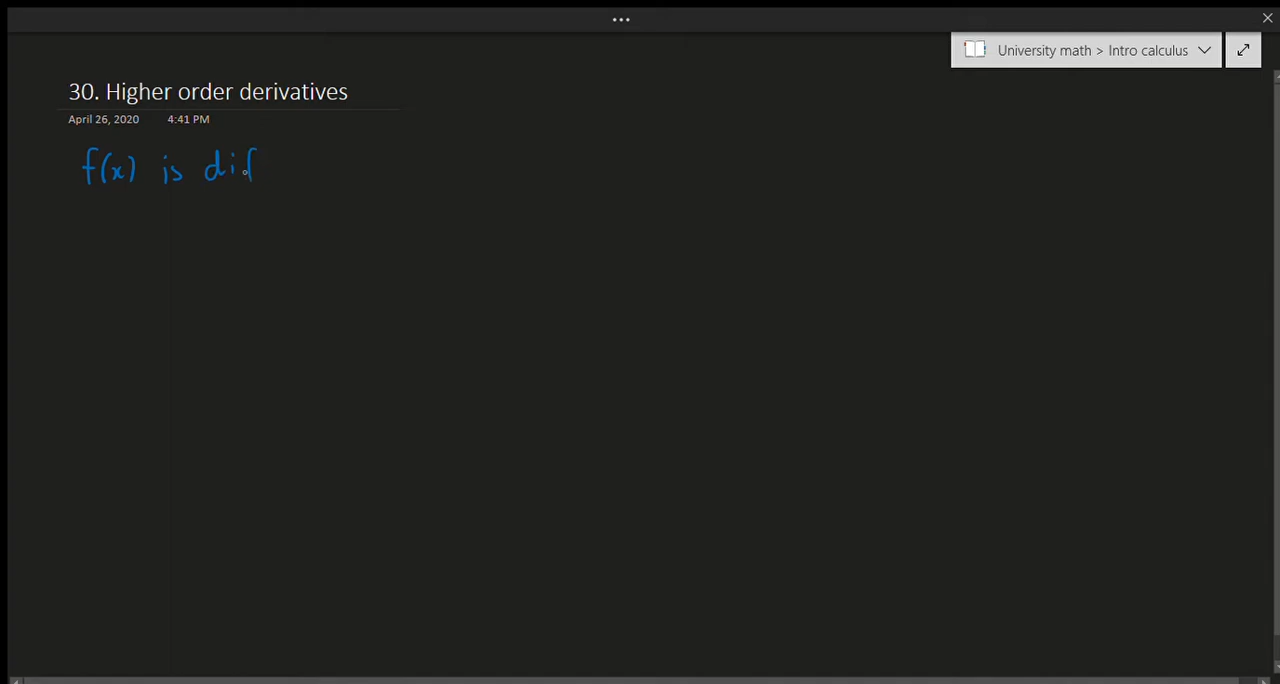 University math > Intro calculus
30. Higher order derivatives
April 26, 2020 4:41 PM
f(x) is dif